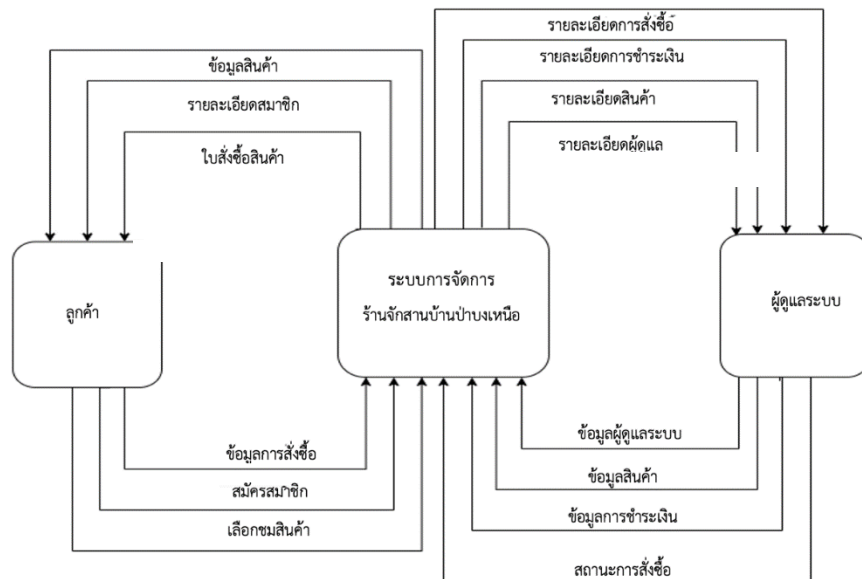 รายละเอียดการสั่งซื้อ
ข้อมูลสินค้า
รายละเอียดการชำระเงิน
รายละเอียดสมาชิก
รายละเอียดสินค้า
ใบสั่งซื้อสินค้า
รายละเอียดผู้ดูแล
ลูกค้า
ระบบการจัดการ
ร้านจักสานบ้านป่าบงเหนือ
ผู้ดูแลระบบ
ข้อมูลการสั่งซื้อ
ข้อมูลผู้ดูแลระบบ
สมัครสมาชิก
ข้อมูลสินค้า
เลือกชมสินค้า
ข้อมูลการชำระเงิน
สถานะการสั่งซื้อ